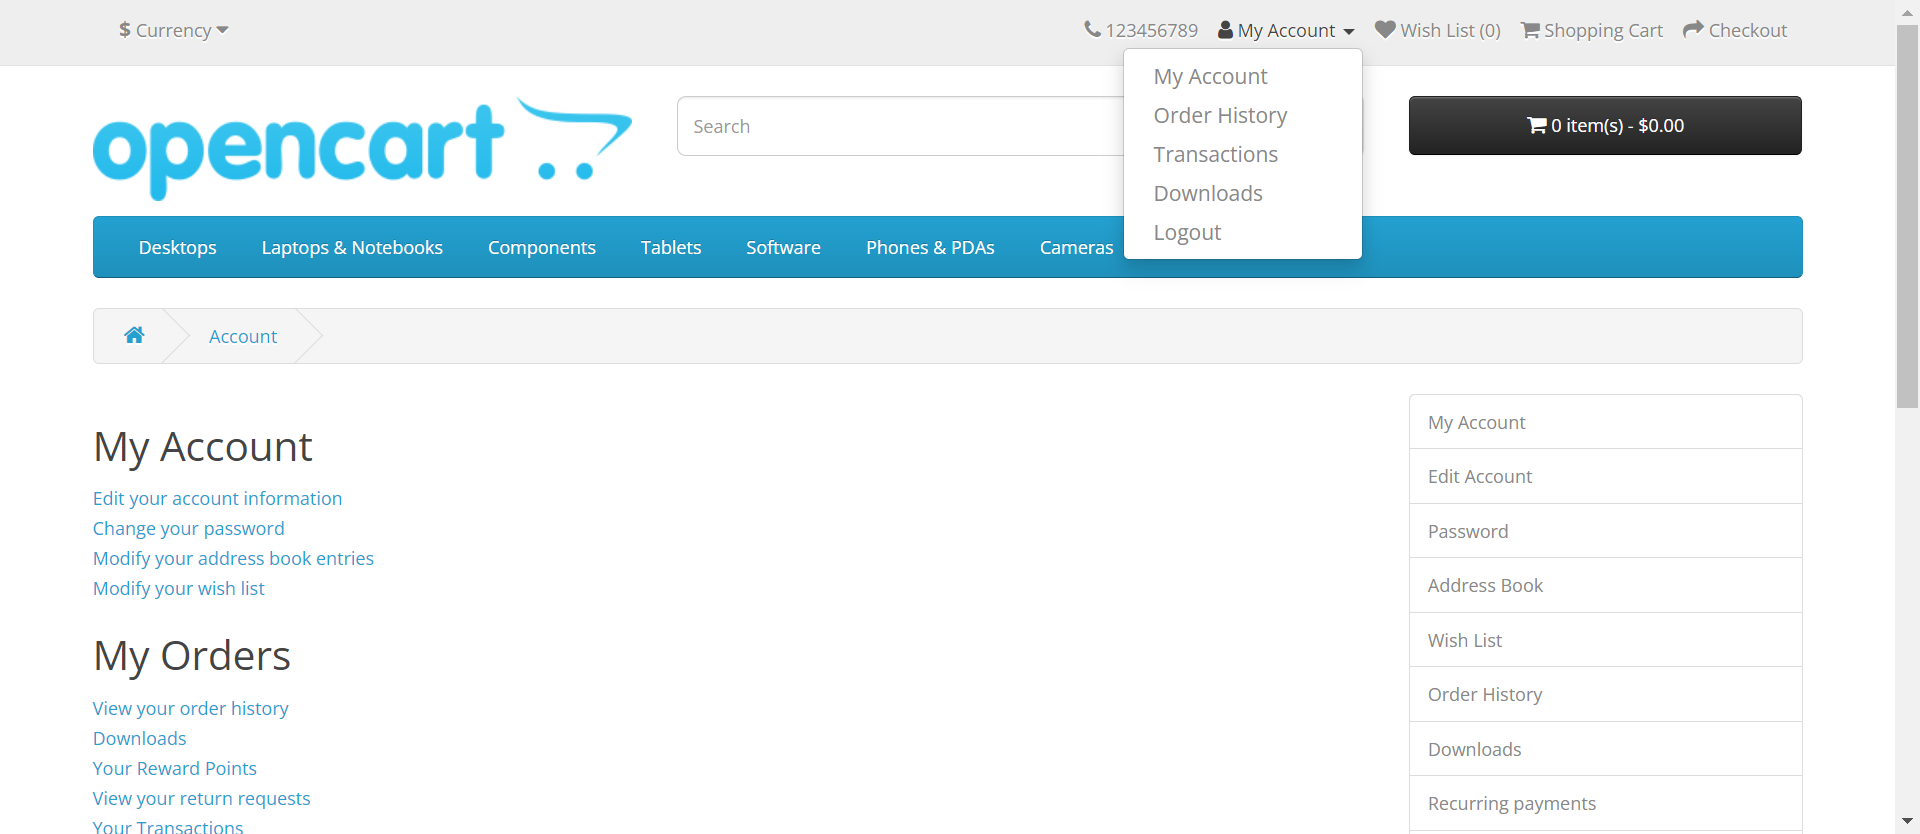 $ Currency
123456789 My Account Wish List (0) Shopping Cart Checkout
My Account
Order History
Transactions
Downloads
Logout
opencart
Search
0 item(s) - $0.00
Desktops Laptops & Notebooks Components Tablets Software Phones & PDAs Cameras
Account
My Account
Edit your account information
Change your password
Modify your address book entries
Modify your wish list
My Orders
View your order history
Downloads
Your Reward Points
View your return requests
Your Transactions
My Account
Edit Account
Password
Address Book
Wish List
Order History
Downloads
Recurring payments